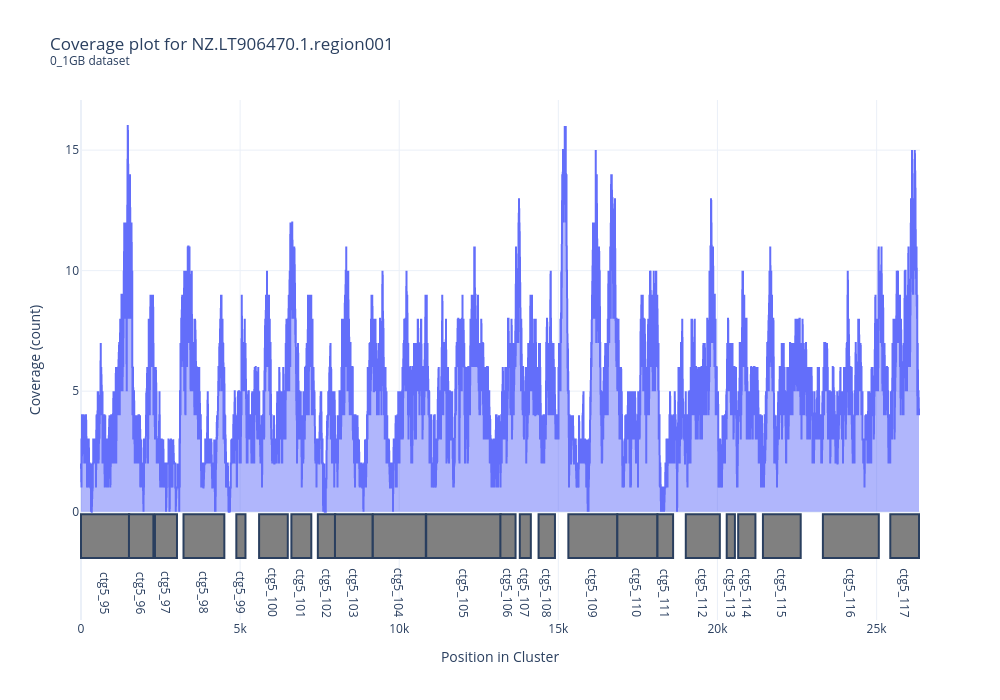 Coverage plot for NZ.LT906470.1.region001
0_1GB dataset
15
10
5
0
Coverage (count)
ctg5_95
ctg5_96
ctg5_97
ctg5_98
ctg5_99
ctg5_100
ctg5_101
ctg5_102
ctg5_103
ctg5_104
ctg5_105
ctg5_106
ctg5_107
ctg5_108
ctg5_109
ctg5_110
ctg5_111
ctg5_112
ctg5_113
ctg5_114
ctg5_115
ctg5_116
ctg5_117
0 5k 10k 15k 20k 25k
Position in Cluster